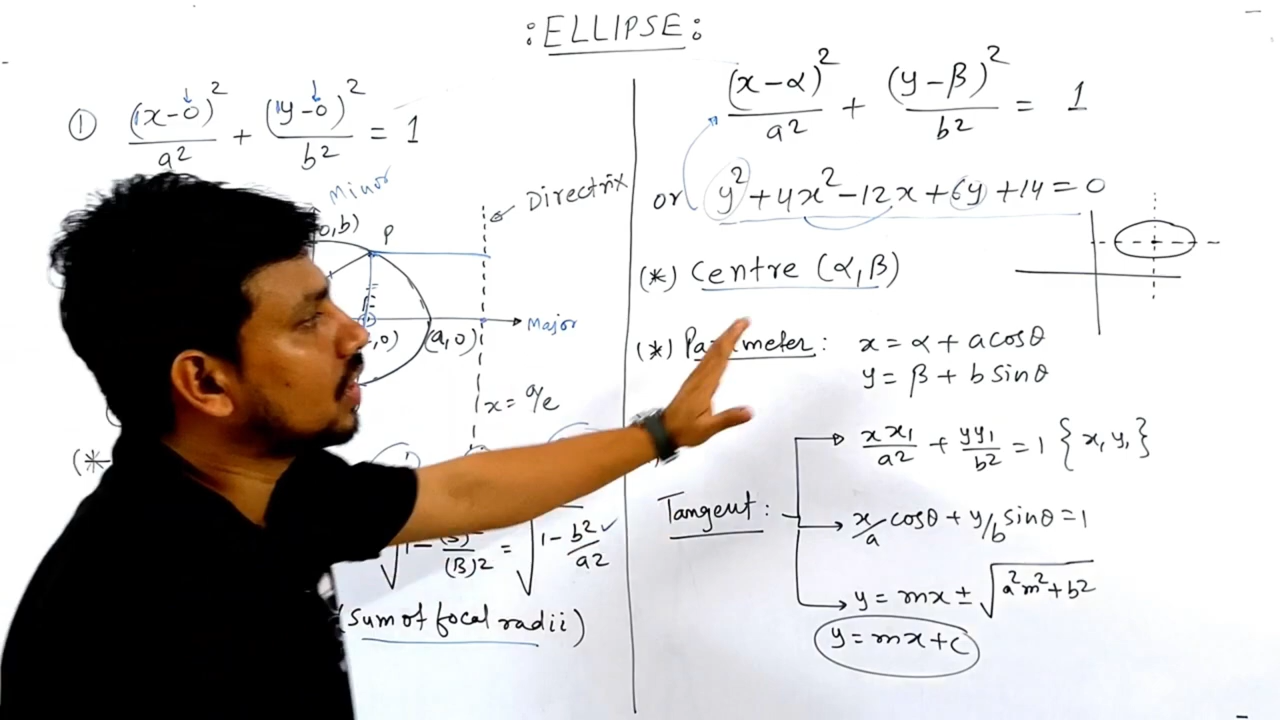 : ELLIPSE :
① (x-0)²/a² + (y-0)²/b² = 1
Minor
Directrix
0,b)
P
Major
,0)
(a,0)
x = a/e
(*
√1 - b²/a²
(Sum of focal radii)
(x-α)²/a² + (y-β)²/b² = 1
or y² + 4x² - 12x + 6y + 14 = 0
(*) Centre (α,β)
(*) Parameter : x = α + a cosθ
y = β + b sinθ
xx₁/a² + yy₁/b² = 1 {x₁ y₁}
Tangent :
x/a cosθ + y/b sinθ = 1
y = mx ± √a²m² + b²
y = mx + c